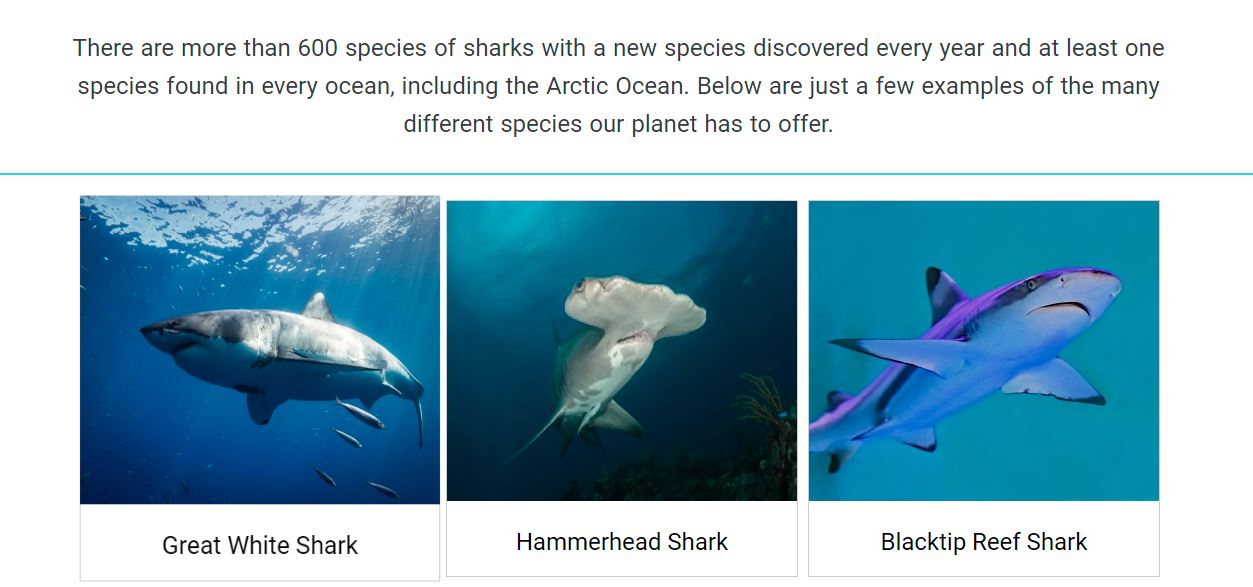 There are more than 600 species of sharks with a new species discovered every year and at least one
species found in every ocean, including the Arctic Ocean. Below are just a few examples of the many
different species our planet has to offer.
Great White Shark
Hammerhead Shark
Blacktip Reef Shark